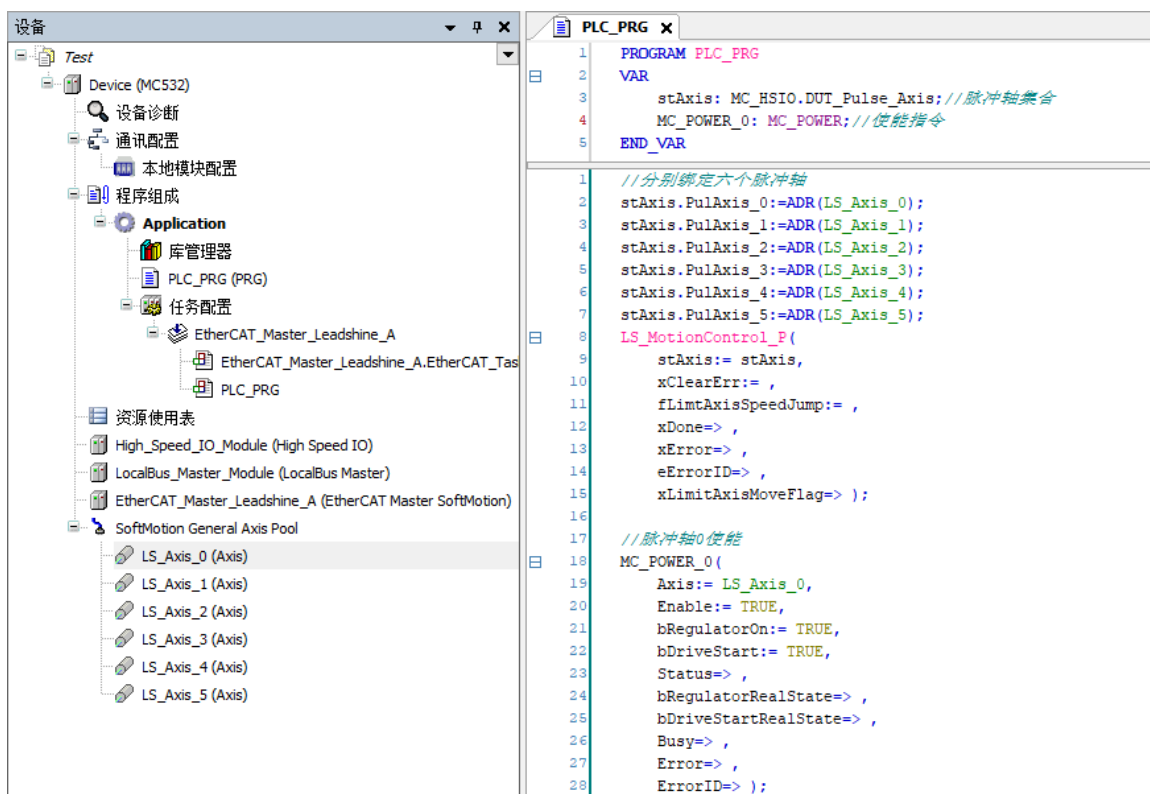 设备
Test
Device (MC532)
设备诊断
通讯配置
本地模块配置
程序组成
Application
库管理器
PLC_PRG (PRG)
任务配置
EtherCAT_Master_Leadshine_A
EtherCAT_Master_Leadshine_A.EtherCAT_Tas
PLC_PRG
资源使用表
High_Speed_IO_Module (High Speed IO)
LocalBus_Master_Module (LocalBus Master)
EtherCAT_Master_Leadshine_A (EtherCAT Master SoftMotion)
SoftMotion General Axis Pool
LS_Axis_0 (Axis)
LS_Axis_1 (Axis)
LS_Axis_2 (Axis)
LS_Axis_3 (Axis)
LS_Axis_4 (Axis)
LS_Axis_5 (Axis)
PLC_PRG
1 PROGRAM PLC_PRG
2 VAR
3 stAxis: MC_HSIO.DUT_Pulse_Axis;//脉冲轴集合
4 MC_POWER_0: MC_POWER;//使能指令
5 END_VAR
1 //分别绑定六个脉冲轴
2 stAxis.PulAxis_0:=ADR(LS_Axis_0);
3 stAxis.PulAxis_1:=ADR(LS_Axis_1);
4 stAxis.PulAxis_2:=ADR(LS_Axis_2);
5 stAxis.PulAxis_3:=ADR(LS_Axis_3);
6 stAxis.PulAxis_4:=ADR(LS_Axis_4);
7 stAxis.PulAxis_5:=ADR(LS_Axis_5);
8 LS_MotionControl_P(
9 stAxis:= stAxis,
10 xClearErr:= ,
11 fLimtAxisSpeedJump:= ,
12 xDone=> ,
13 xError=> ,
14 eErrorID=> ,
15 xLimitAxisMoveFlag=> );
16
17 //脉冲轴0使能
18 MC_POWER_0(
19 Axis:= LS_Axis_0,
20 Enable:= TRUE,
21 bRegulatorOn:= TRUE,
22 bDriveStart:= TRUE,
23 Status=> ,
24 bRegulatorRealState=> ,
25 bDriveStartRealState=> ,
26 Busy=> ,
27 Error=> ,
28 ErrorID=> );